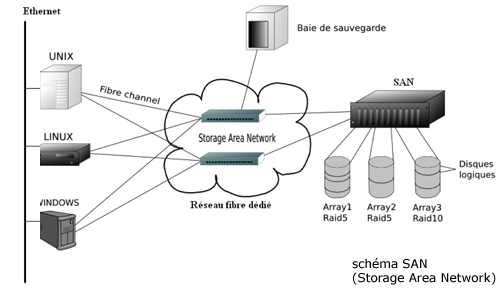 Ethernet
Baie de sauvegarde
UNIX
Fibre channel
SAN
LINUX
Storage Area Network
Disques
logiques
WINDOWS
Réseau fibre dédié
Array1
Raid5
Array2
Raid5
Array3
Raid10
schéma SAN
(Storage Area Network)